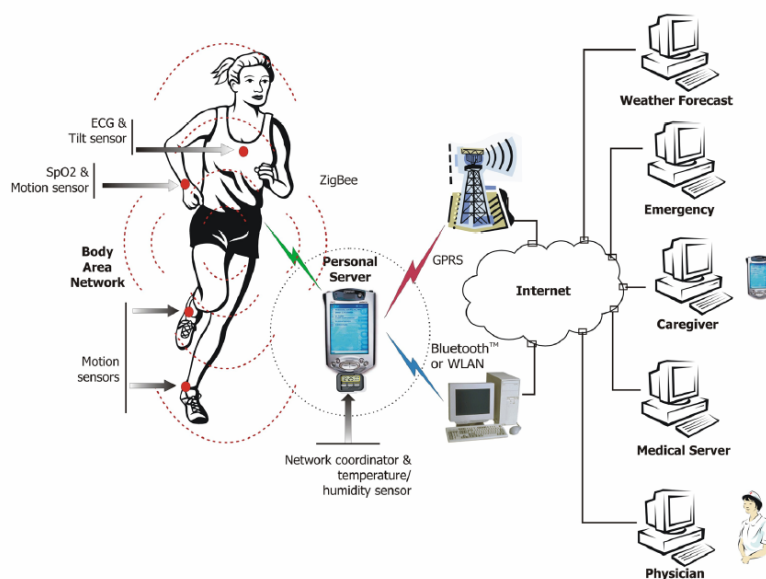 ECG &
Tilt sensor
SpO2 &
Motion sensor
Body
Area
Network
Motion
sensors
ZigBee
Personal
Server
Network coordinator &
temperature/
humidity sensor
GPRS
Bluetooth™
or WLAN
Internet
Weather Forecast
Emergency
Caregiver
Medical Server
Physician